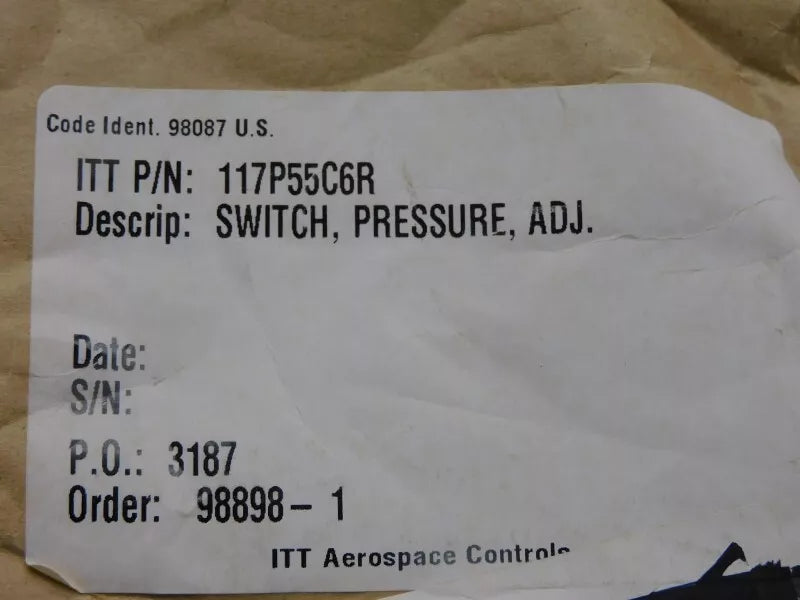 Code Ident. 98087 U.S.
ITT P/N: 117P55C6R
Descrip: SWITCH, PRESSURE, ADJ.
Date:
S/N:
P.O.: 3187
Order: 98898- 1
ITT Aerospace Controls